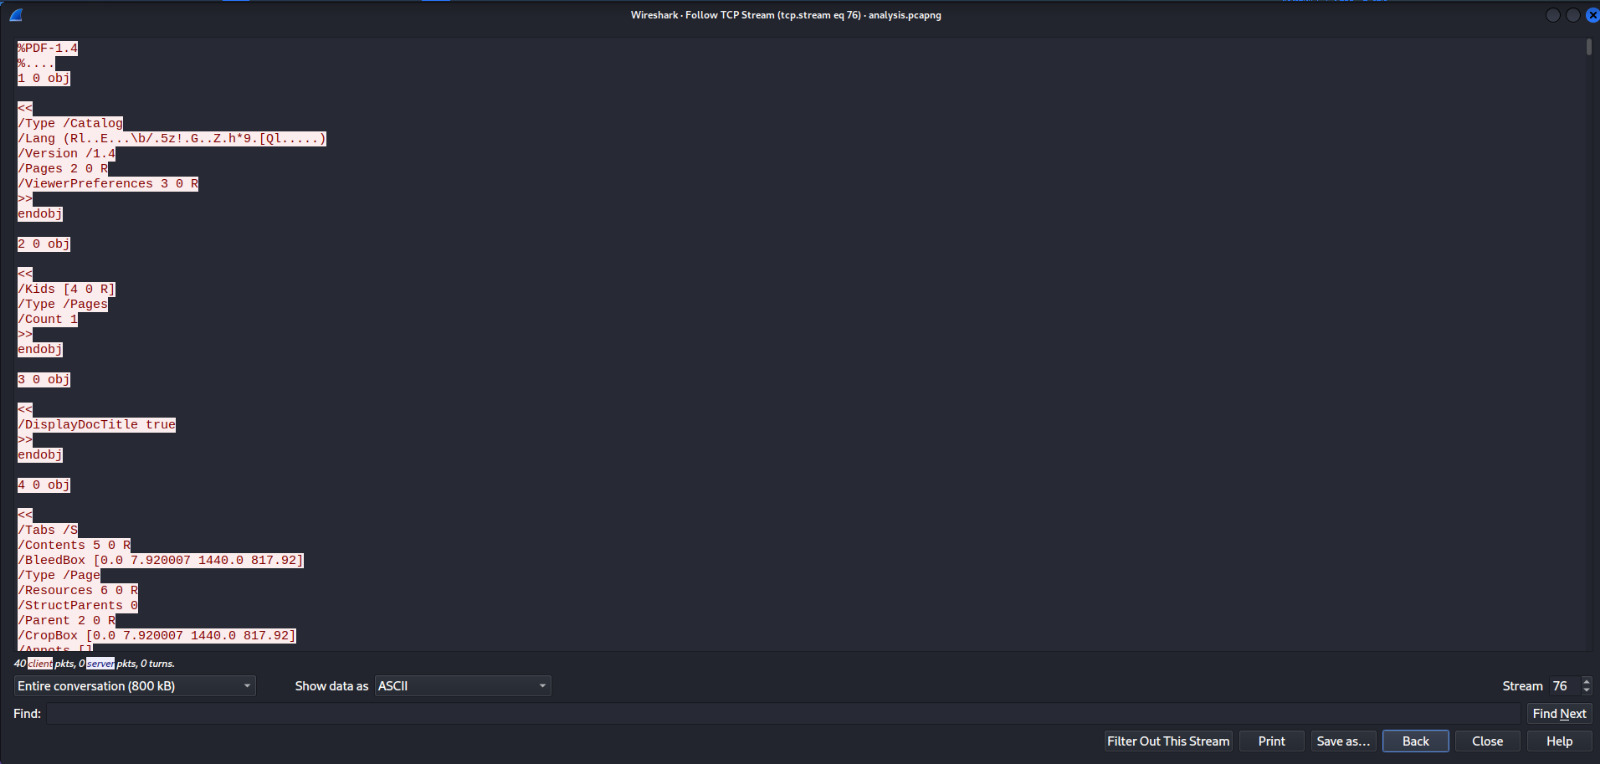 Wireshark · Follow TCP Stream (tcp.stream eq 76) · analysis.pcapng
%PDF-1.4
%....
1 0 obj
<<
/Type /Catalog
/Lang (Rl..E...\b/.5z!.G..Z.h*9.[Ql.....)
/Version /1.4
/Pages 2 0 R
/ViewerPreferences 3 0 R
>>
endobj
2 0 obj
<<
/Kids [4 0 R]
/Type /Pages
/Count 1
>>
endobj
3 0 obj
<<
/DisplayDocTitle true
>>
endobj
4 0 obj
<<
/Tabs /S
/Contents 5 0 R
/BleedBox [0.0 7.920007 1440.0 817.92]
/Type /Page
/Resources 6 0 R
/StructParents 0
/Parent 2 0 R
/CropBox [0.0 7.920007 1440.0 817.92]
/Annots []
40 client pkts, 0 server pkts, 0 turns.
Entire conversation (800 kB) Show data as ASCII Stream 76
Find: Find Next
Filter Out This Stream Print Save as... Back Close Help